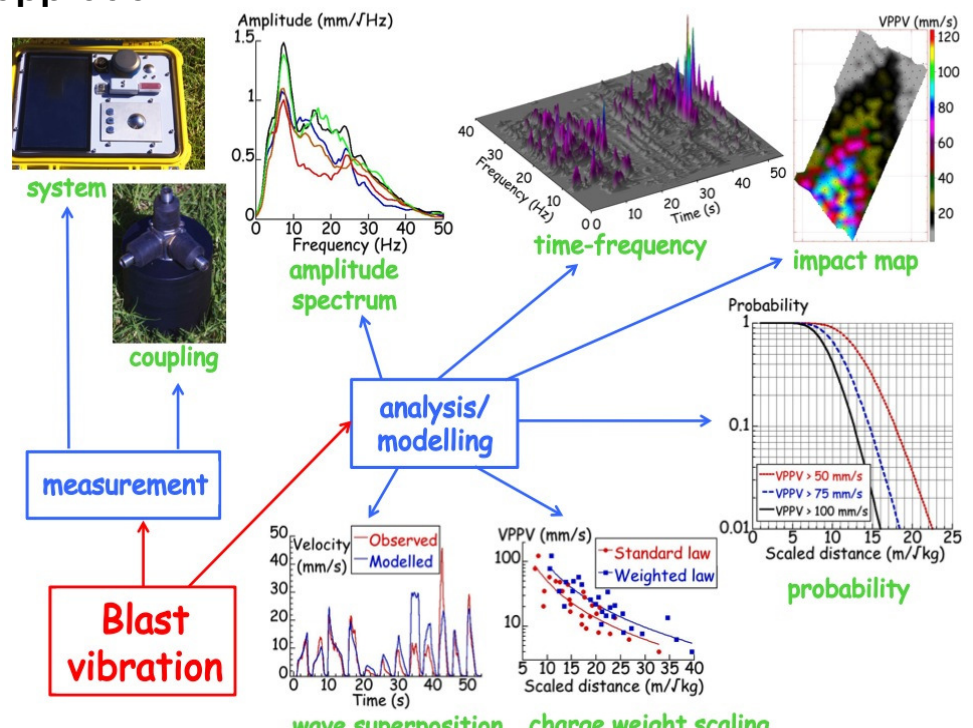 Amplitude (mm/√Hz)
1.5
1
0.5
0
0 10 20 30 40 50
Frequency (Hz)
amplitude
spectrum
system
coupling
40
30
20
10
0
Frequency (Hz)
0 10 20 30 40 50
Time (s)
time-frequency
VPPV (mm/s)
120
100
80
60
40
20
impact map
Probability
1
0.1
0.01
VPPV > 50 mm/s
VPPV > 75 mm/s
VPPV > 100 mm/s
0 5 10 15 20 25
Scaled distance (m/√kg)
probability
analysis/
modelling
measurement
Blast
vibration
50
40
30
20
10
0
Velocity
(mm/s)
Observed
Modelled
0 10 20 30 40 50
Time (s)
wave superposition
VPPV (mm/s)
100
10
Standard law
Weighted law
5 10 15 20 25 30 35 40
Scaled distance (m/√kg)
charge weight scaling